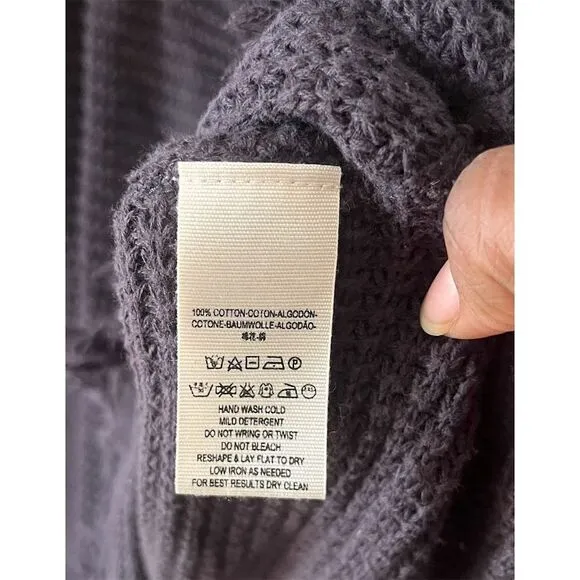 100% COTTON-COTON-ALGODÓN-
COTONE-BAUMWOLLE-ALGODÃO-
棉花-綿
HAND WASH COLD
MILD DETERGENT
DO NOT WRING OR TWIST
DO NOT BLEACH
RESHAPE & LAY FLAT TO DRY
LOW IRON AS NEEDED
FOR BEST RESULTS DRY CLEAN